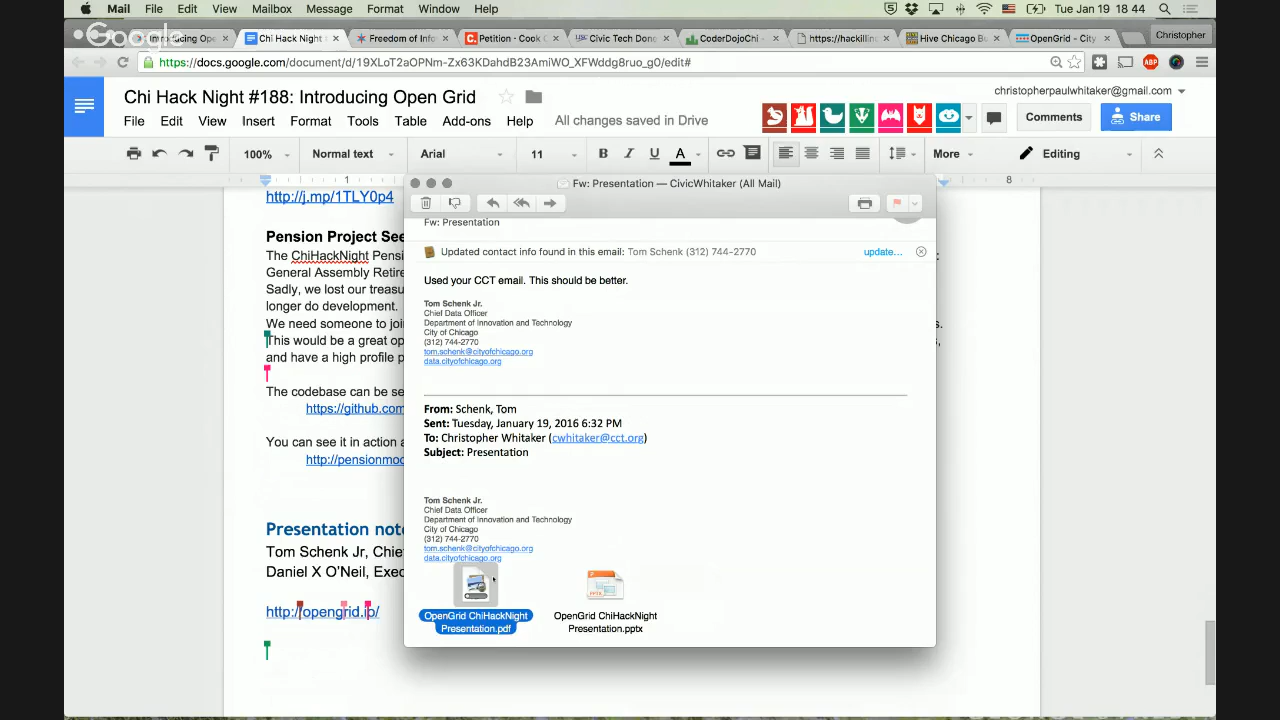 Mail File Edit View Mailbox Message Format Window Help Tue Jan 19 18:44
Google
Introducing Ope
Chi Hack Night
Freedom of Info
Petition - Cook C
Civic Tech Done
CoderDojoChi -
https://hackillin
Hive Chicago Bu
OpenGrid - City
Christopher
https://docs.google.com/document/d/19XLoT2aOPNm-Zx63KDahdB23AmiWO_XFWddg8ruo_g0/edit#
ABP
Chi Hack Night #188: Introducing Open Grid
christopherpaulwhitaker@gmail.com
File Edit View Insert Format Tools Table Add-ons Help All changes saved in Drive
Comments
Share
100% Normal text Arial 11 B I U A More Editing
1 8
http://j.mp/1TLY0p4
Pension Project See
The ChiHackNight Pensi
General Assembly Retire
Sadly, we lost our treasu
longer do development.
We need someone to joi
This would be a great op
and have a high profile p
The codebase can be se
https://github.com
You can see it in action a
http://pensionmod
Presentation note
Tom Schenk Jr, Chief
Daniel X O'Neil, Exec
http://opengrid.io/
Fw: Presentation — CivicWhitaker (All Mail)
Fw: Presentation
Updated contact info found in this email: Tom Schenk (312) 744-2770 update...
Used your CCT email. This should be better.
Tom Schenk Jr.
Chief Data Officer
Department of Innovation and Technology
City of Chicago
(312) 744-2770
tom.schenk@cityofchicago.org
data.cityofchicago.org
From: Schenk, Tom
Sent: Tuesday, January 19, 2016 6:32 PM
To: Christopher Whitaker (cwhitaker@cct.org)
Subject: Presentation
Tom Schenk Jr.
Chief Data Officer
Department of Innovation and Technology
City of Chicago
(312) 744-2770
tom.schenk@cityofchicago.org
data.cityofchicago.org
OpenGrid ChiHackNight
Presentation.pdf
PPTX
OpenGrid ChiHackNight
Presentation.pptx